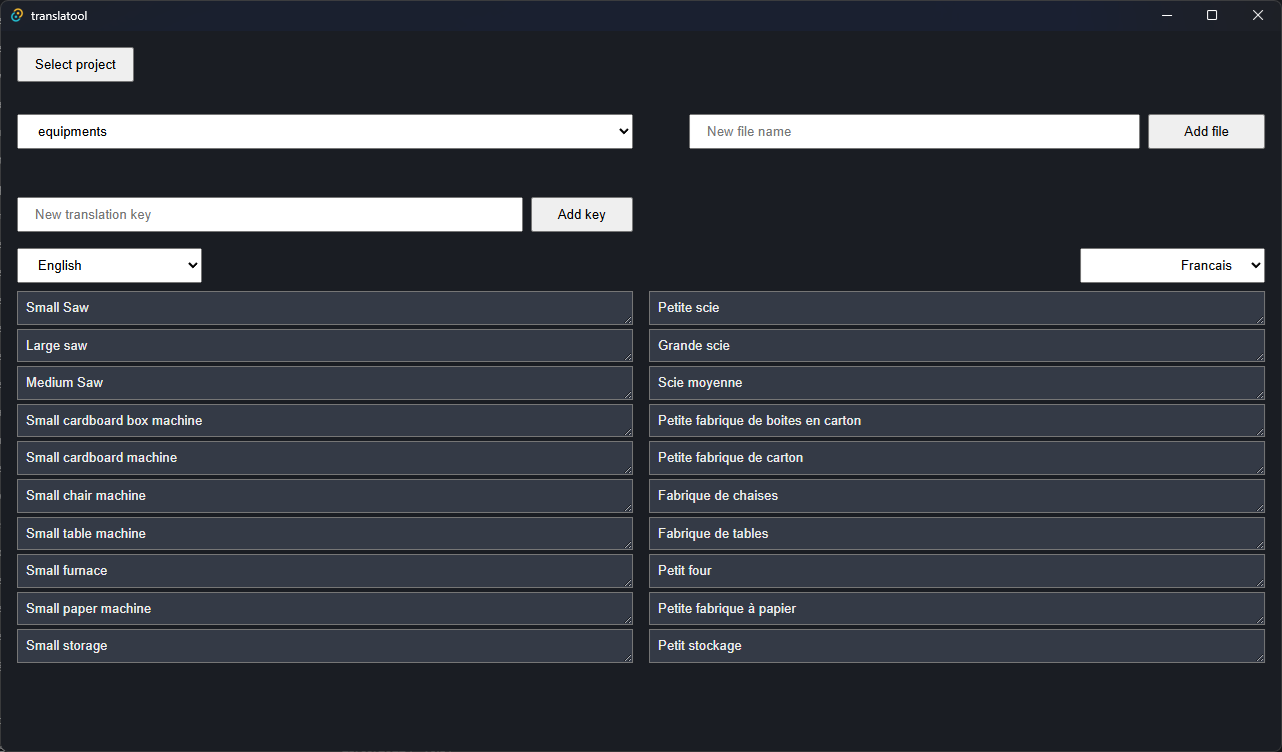 translatool
Select project
equipments
New file name
Add file
New translation key
Add key
English
Francais
Small Saw
Petite scie
Large saw
Grande scie
Medium Saw
Scie moyenne
Small cardboard box machine
Petite fabrique de boites en carton
Small cardboard machine
Petite fabrique de carton
Small chair machine
Fabrique de chaises
Small table machine
Fabrique de tables
Small furnace
Petit four
Small paper machine
Petite fabrique à papier
Small storage
Petit stockage